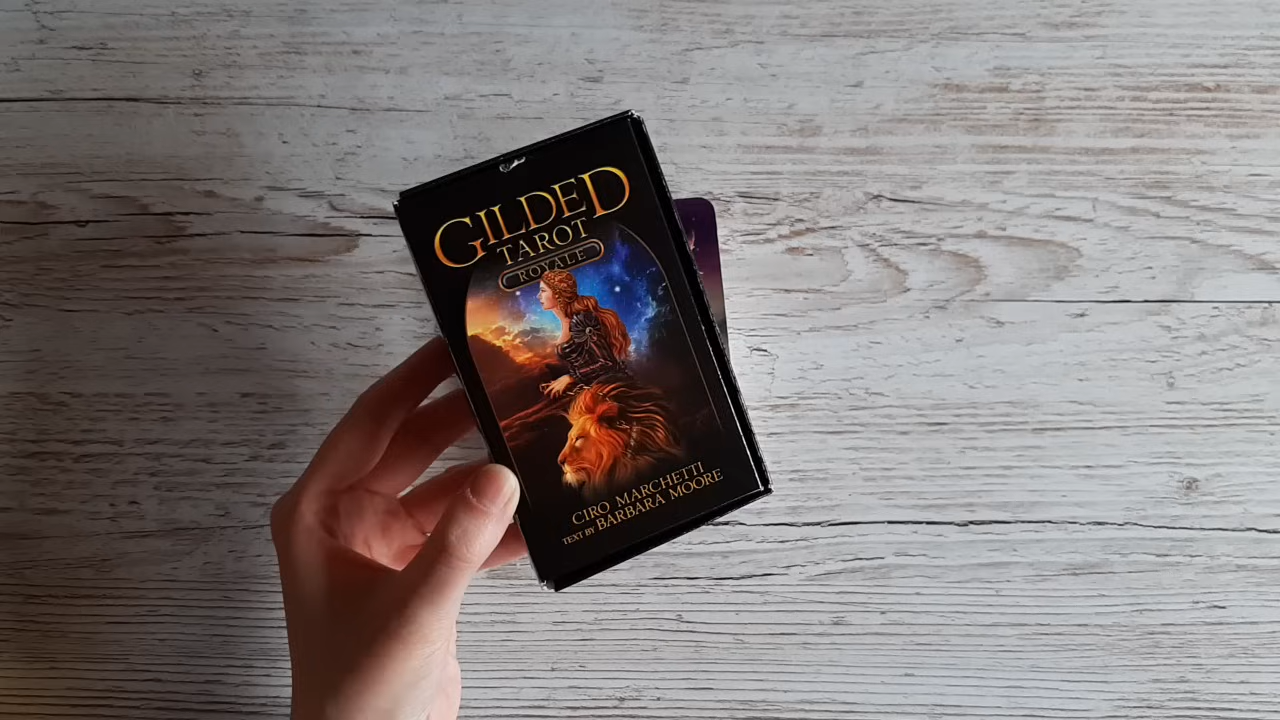 GILDED
TAROT
ROYALE
CIRO MARCHETTI
TEXT BY BARBARA MOORE